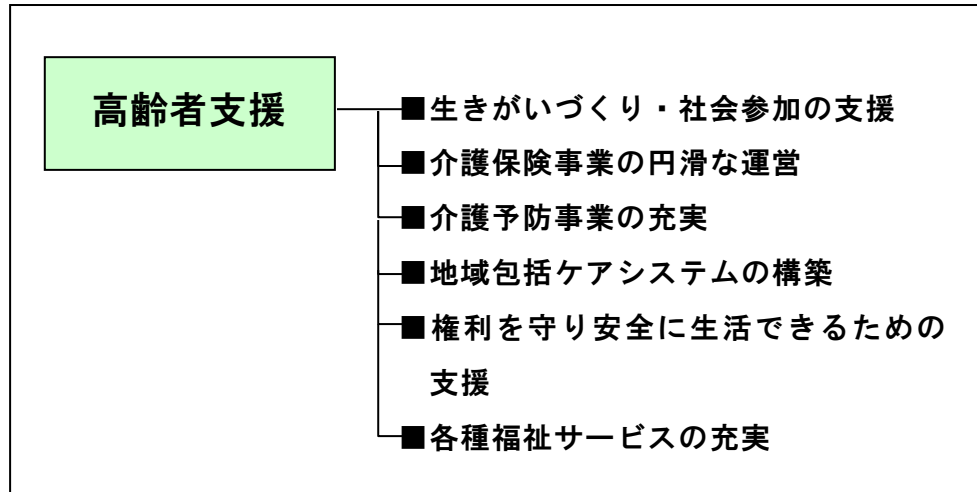 高齢者支援
■生きがいづくり・社会参加の支援
■介護保険事業の円滑な運営
■介護予防事業の充実
■地域包括ケアシステムの構築
■権利を守り安全に生活できるための
支援
■各種福祉サービスの充実